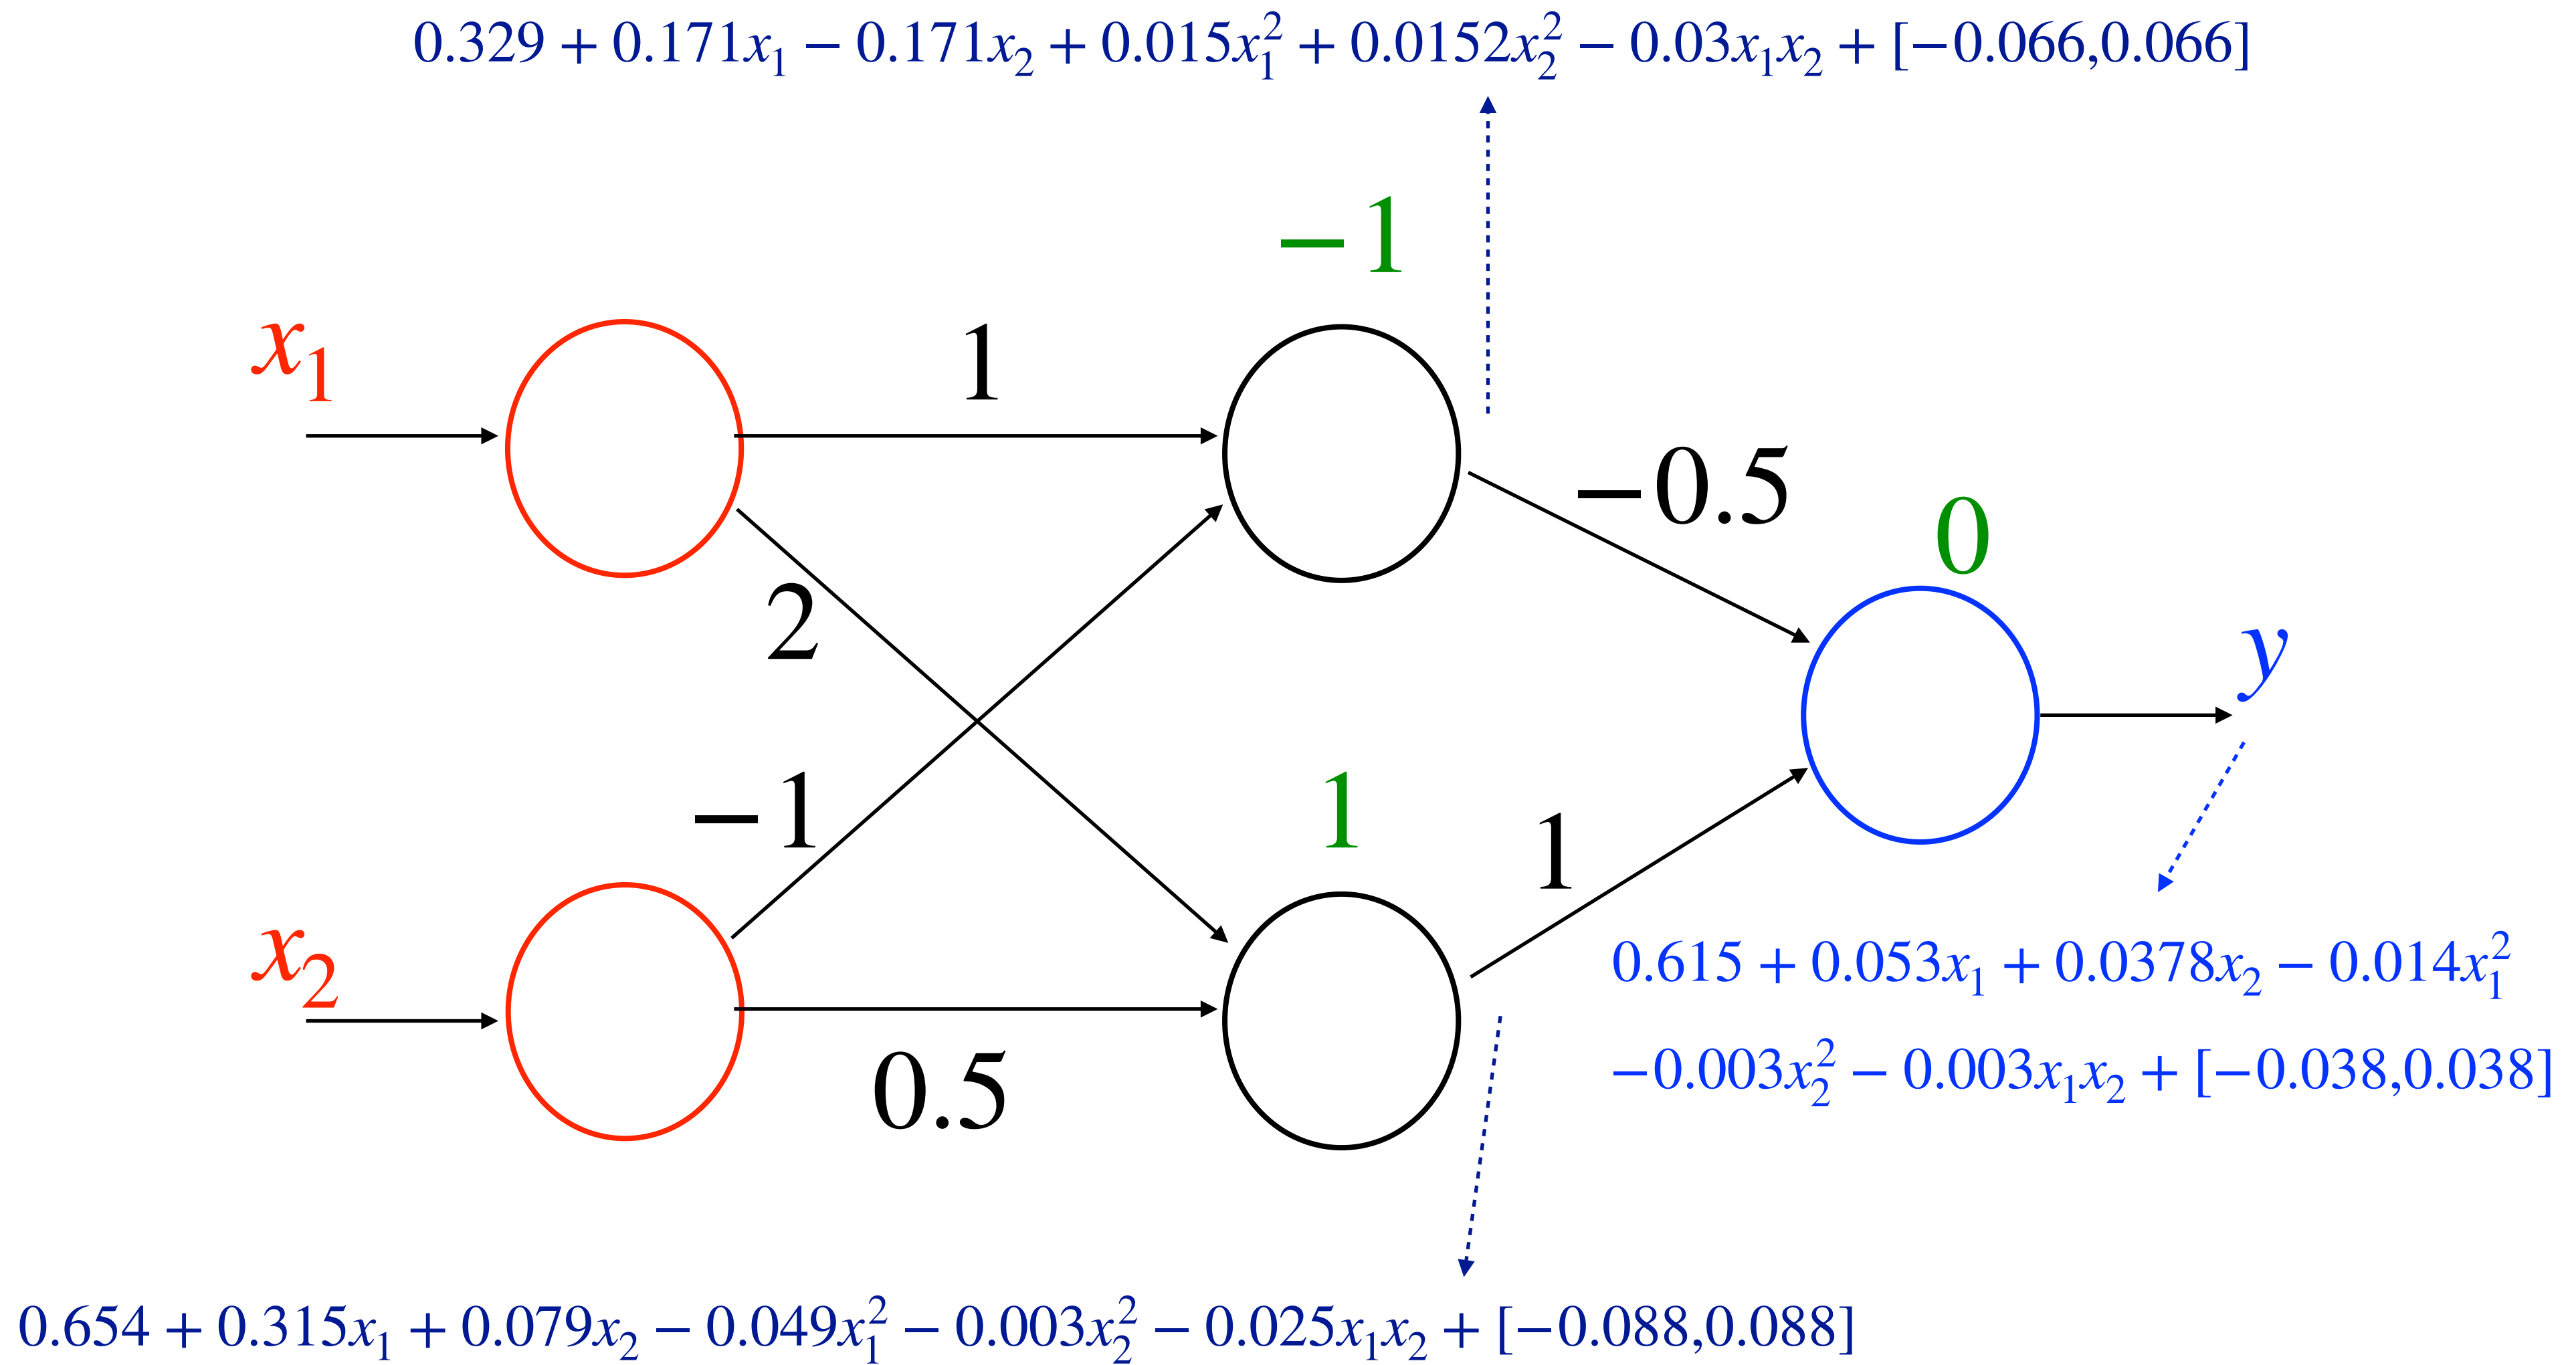 0.329 + 0.171x₁ − 0.171x₂ + 0.015x₁² + 0.0152x₂² − 0.03x₁x₂ + [−0.066,0.066]
−1
x₁
1
−0.5
0
2
y
−1
1
1
x₂
0.5
0.615 + 0.053x₁ + 0.0378x₂ − 0.014x₁²
−0.003x₂² − 0.003x₁x₂ + [−0.038,0.038]
0.654 + 0.315x₁ + 0.079x₂ − 0.049x₁² − 0.003x₂² − 0.025x₁x₂ + [−0.088,0.088]